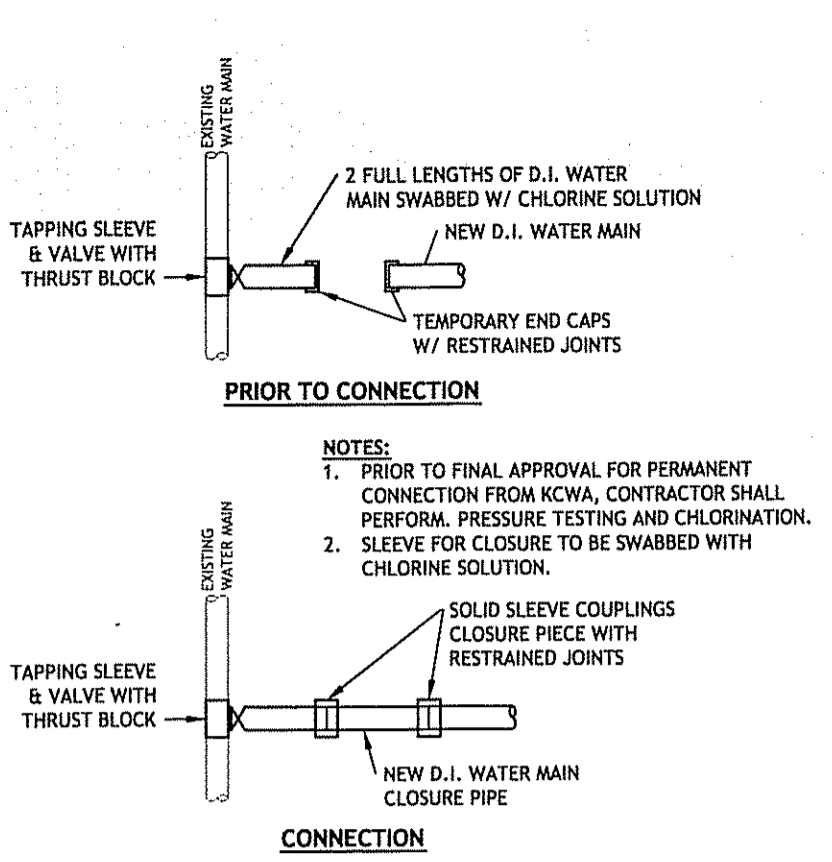 EXISTING
WATER MAIN
2 FULL LENGTHS OF D.I. WATER
MAIN SWABBED W/ CHLORINE SOLUTION
TAPPING SLEEVE
& VALVE WITH
THRUST BLOCK
NEW D.I. WATER MAIN
TEMPORARY END CAPS
W/ RESTRAINED JOINTS
PRIOR TO CONNECTION
NOTES:
1. PRIOR TO FINAL APPROVAL FOR PERMANENT
CONNECTION FROM KCWA, CONTRACTOR SHALL
PERFORM. PRESSURE TESTING AND CHLORINATION.
2. SLEEVE FOR CLOSURE TO BE SWABBED WITH
CHLORINE SOLUTION.
EXISTING
WATER MAIN
SOLID SLEEVE COUPLINGS
CLOSURE PIECE WITH
RESTRAINED JOINTS
TAPPING SLEEVE
& VALVE WITH
THRUST BLOCK
NEW D.I. WATER MAIN
CLOSURE PIPE
CONNECTION